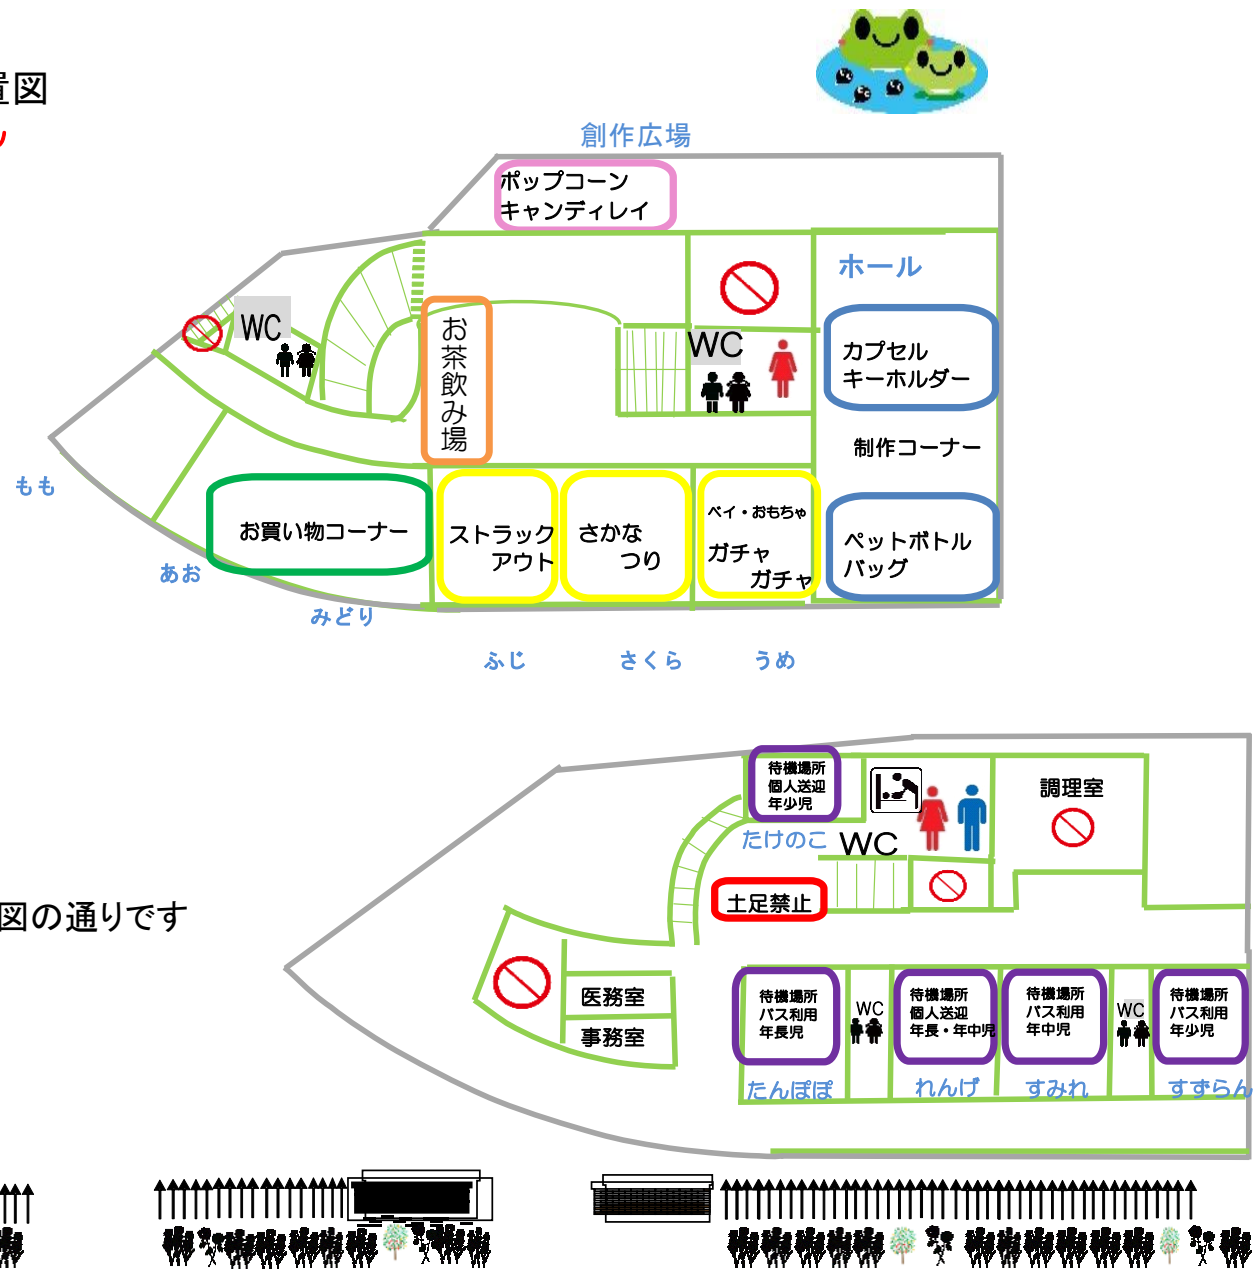 置図
創作広場
ポップコーン
キャンディレイ
ホール
WC
お茶飲み場
WC
カプセル
キーホルダー
制作コーナー
もも
お買い物コーナー
ストラック
アウト
さかな
つり
ベイ・おもちゃ
ガチャ
ガチャ
ペットボトル
バッグ
あお
みどり
ふじ
さくら
うめ
待機場所
個人送迎
年少児
たけのこ
WC
調理室
土足禁止
図の通りです
医務室
事務室
待機場所
バス利用
年長児
WC
待機場所
個人送迎
年長・年中児
待機場所
バス利用
年中児
WC
待機場所
バス利用
年少児
たんぽぽ
れんげ
すみれ
すずらん